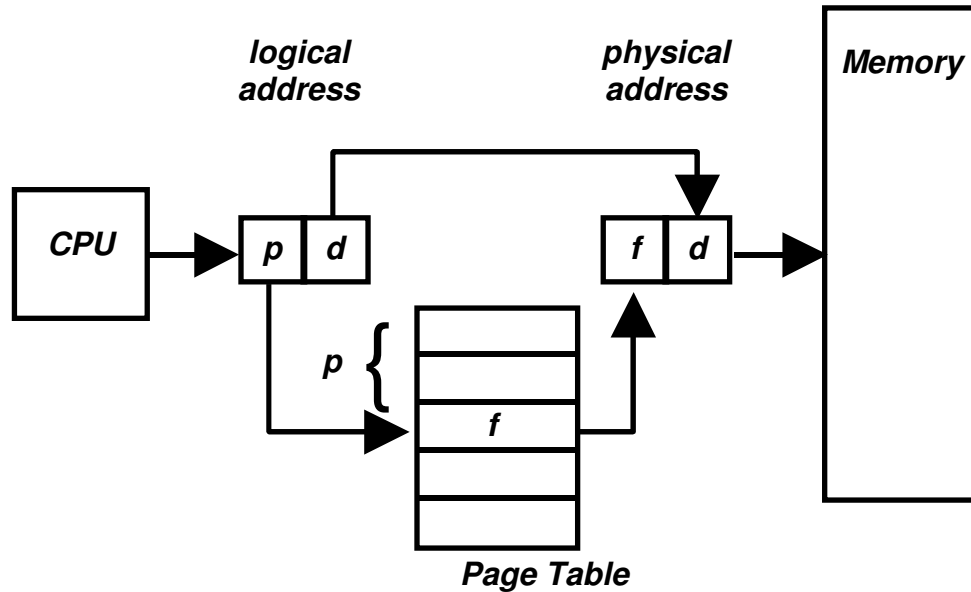 logical
address
physical
address
Memory
CPU
p
d
f
d
p
{
f
Page Table